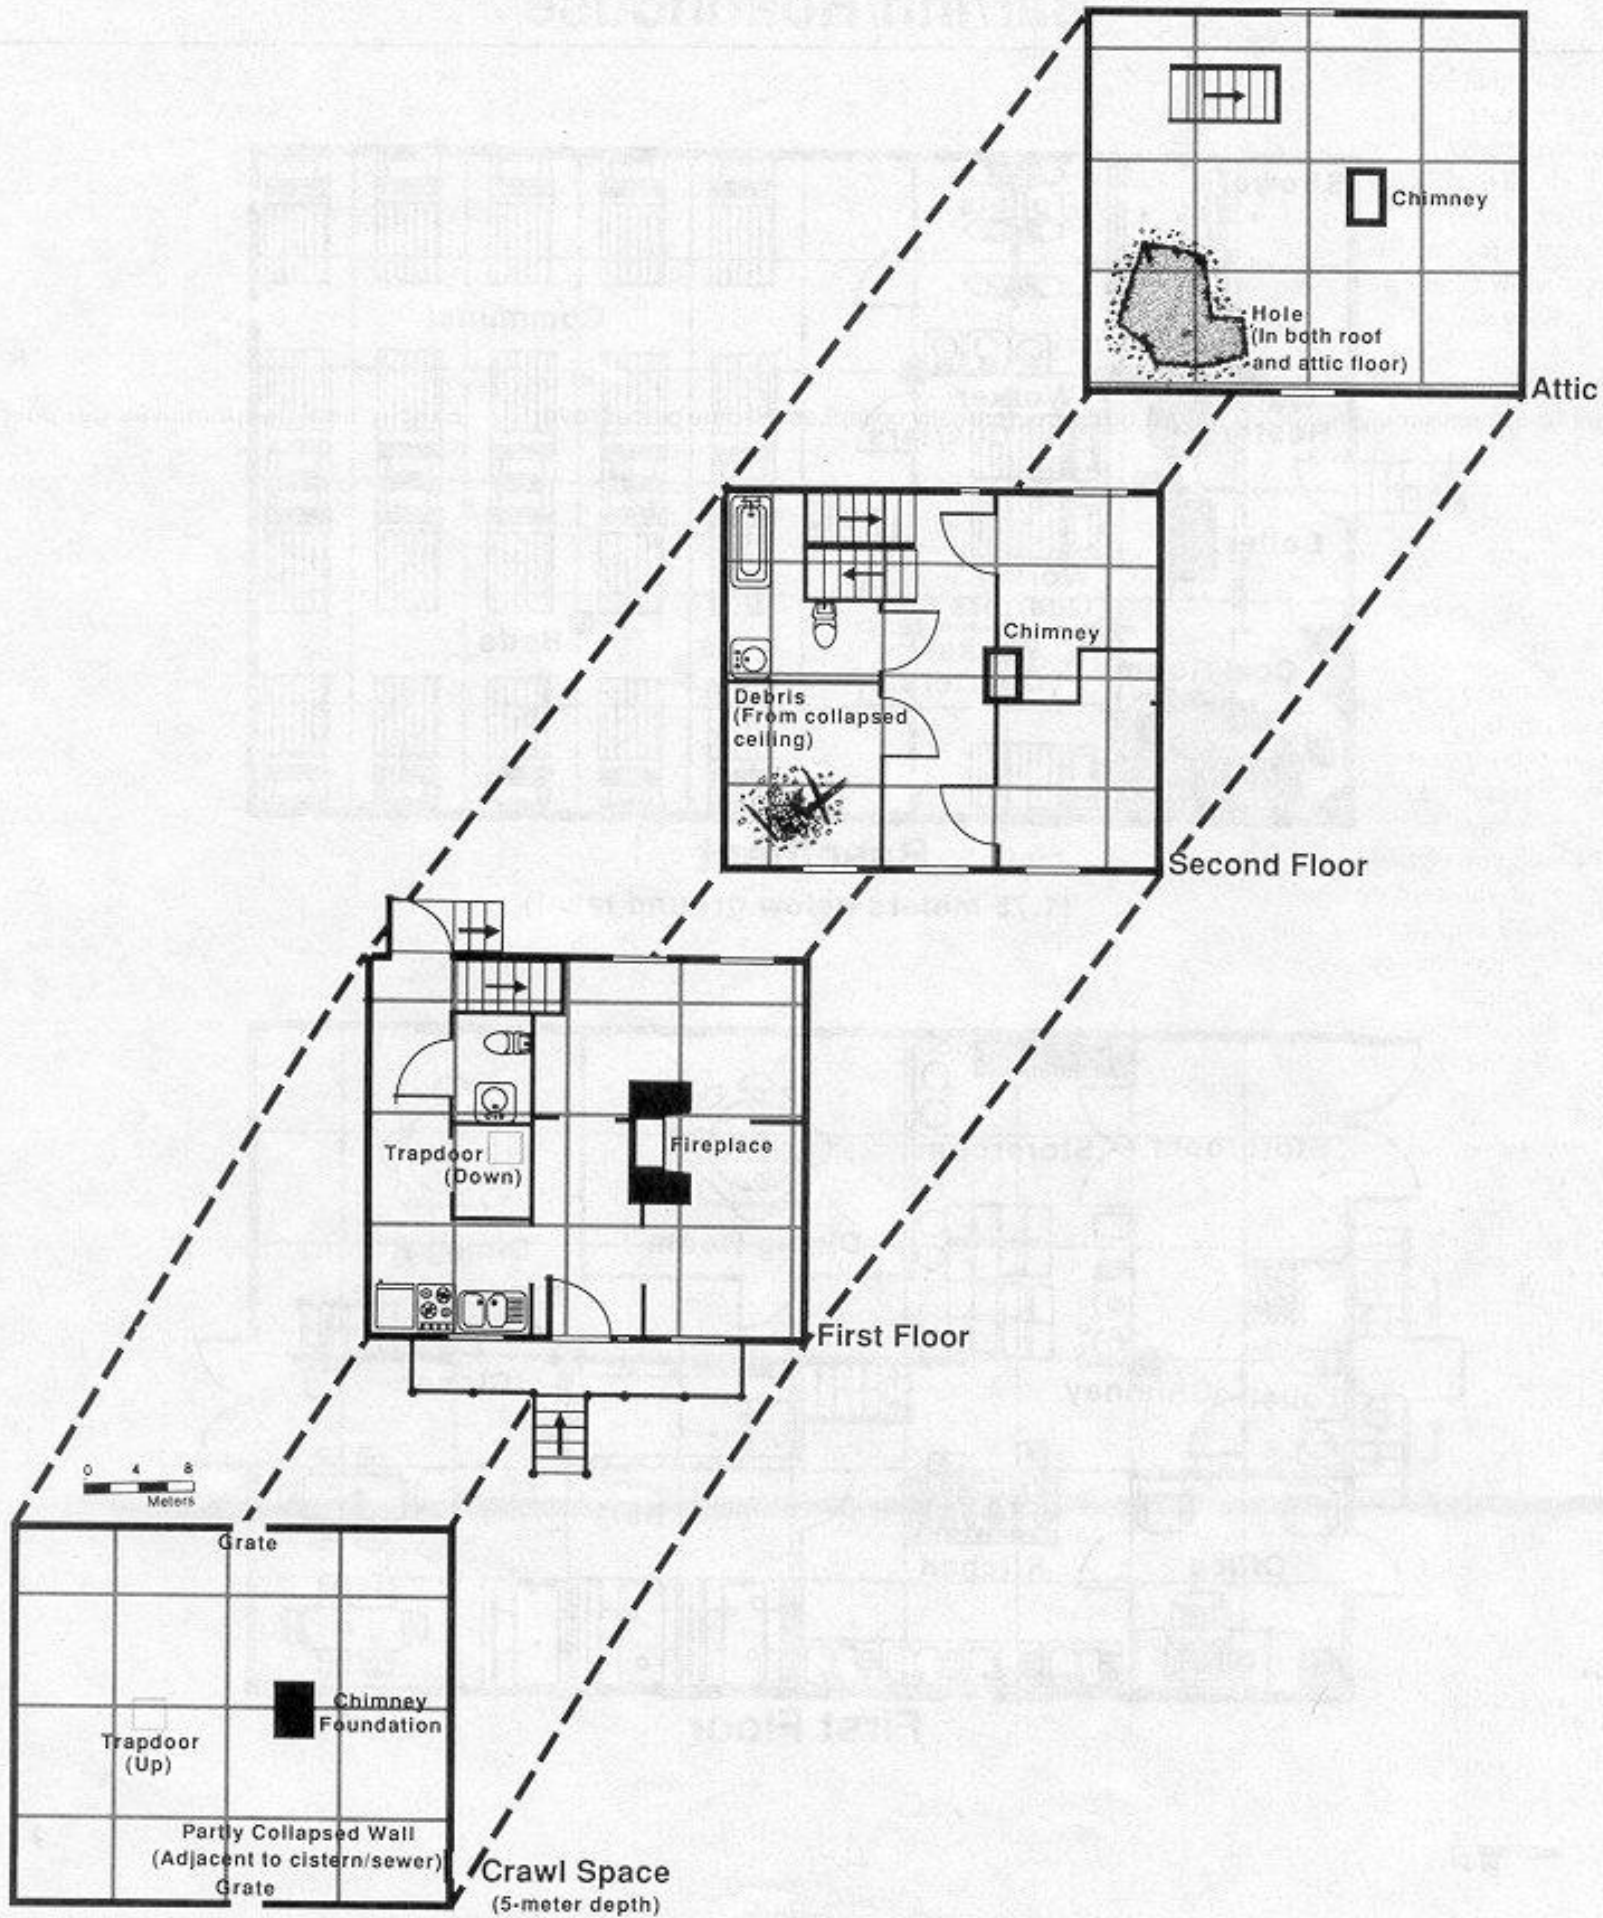 Chimney
Hole
(In both roof
and attic floor)
Attic
Chimney
Debris
(From collapsed
ceiling)
Second Floor
Trapdoor
(Down)
Fireplace
First Floor
0 4 8
Meters
Grate
Chimney
Foundation
Trapdoor
(Up)
Partly Collapsed Wall
(Adjacent to cistern/sewer)
Grate
Crawl Space
(5-meter depth)